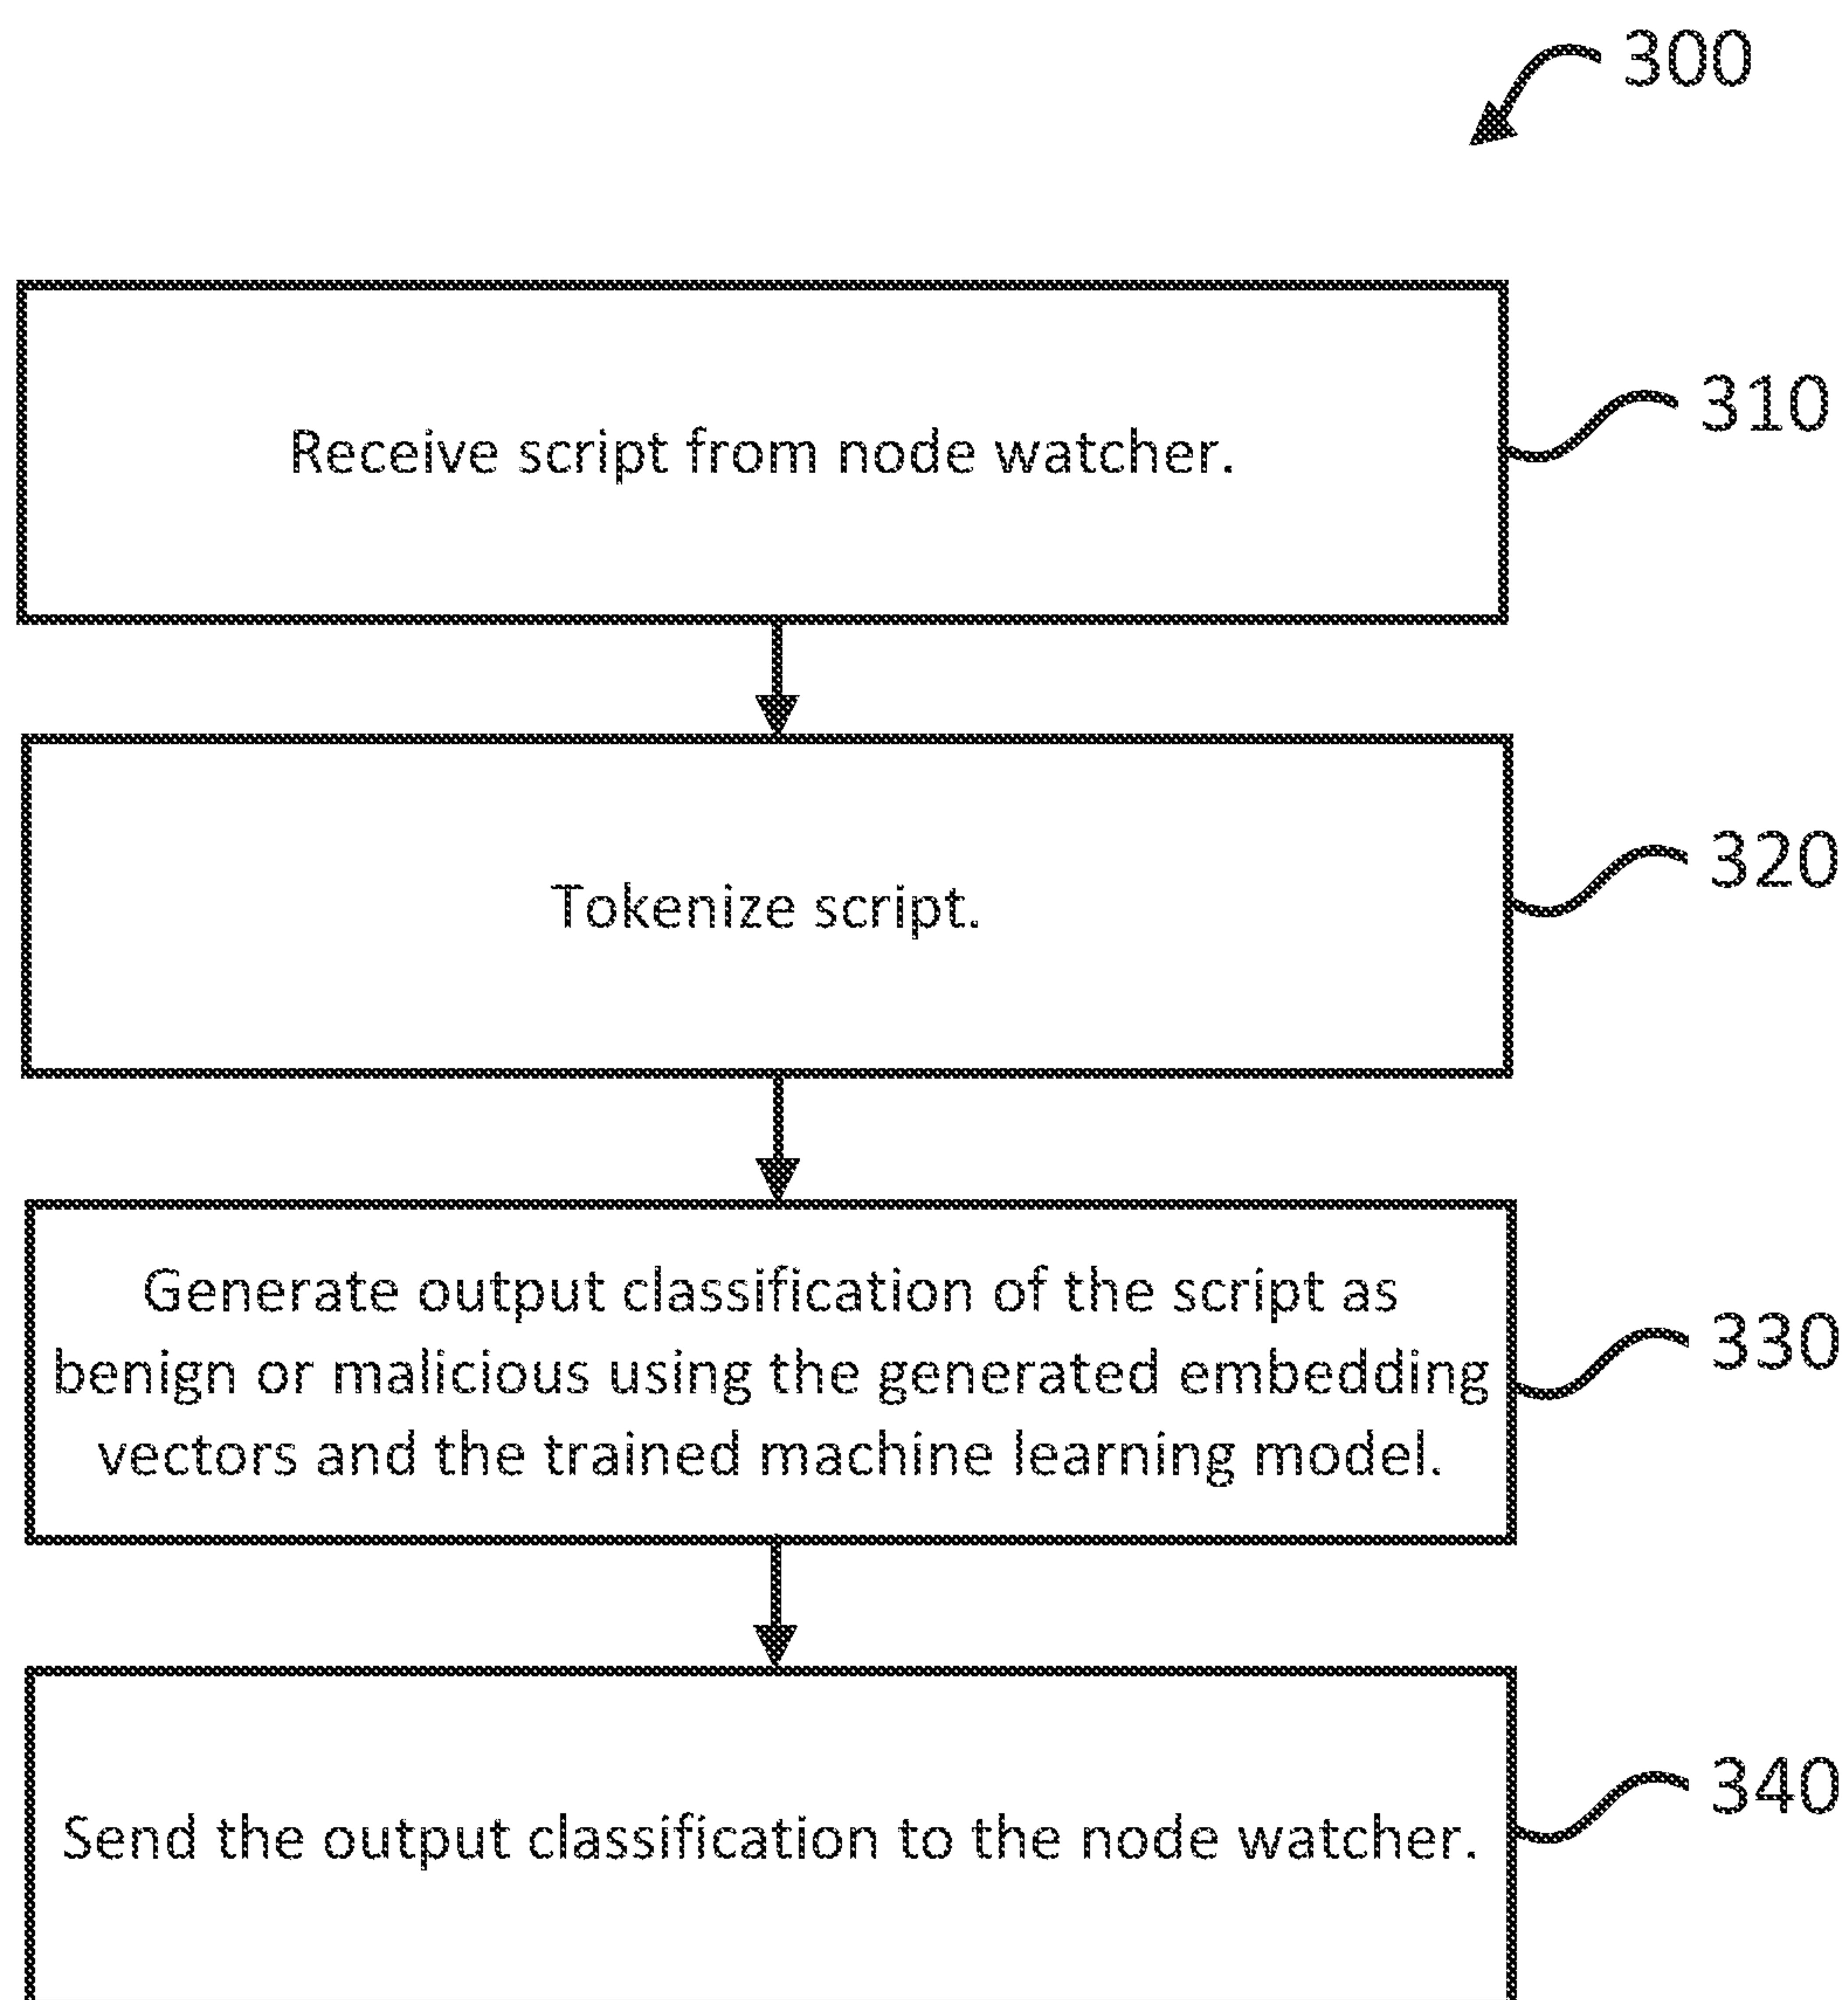 300
Receive script from node watcher.
310
Tokenize script.
320
Generate output classification of the script as
benign or malicious using the generated embedding
vectors and the trained machine learning model.
330
Send the output classification to the node watcher.
340